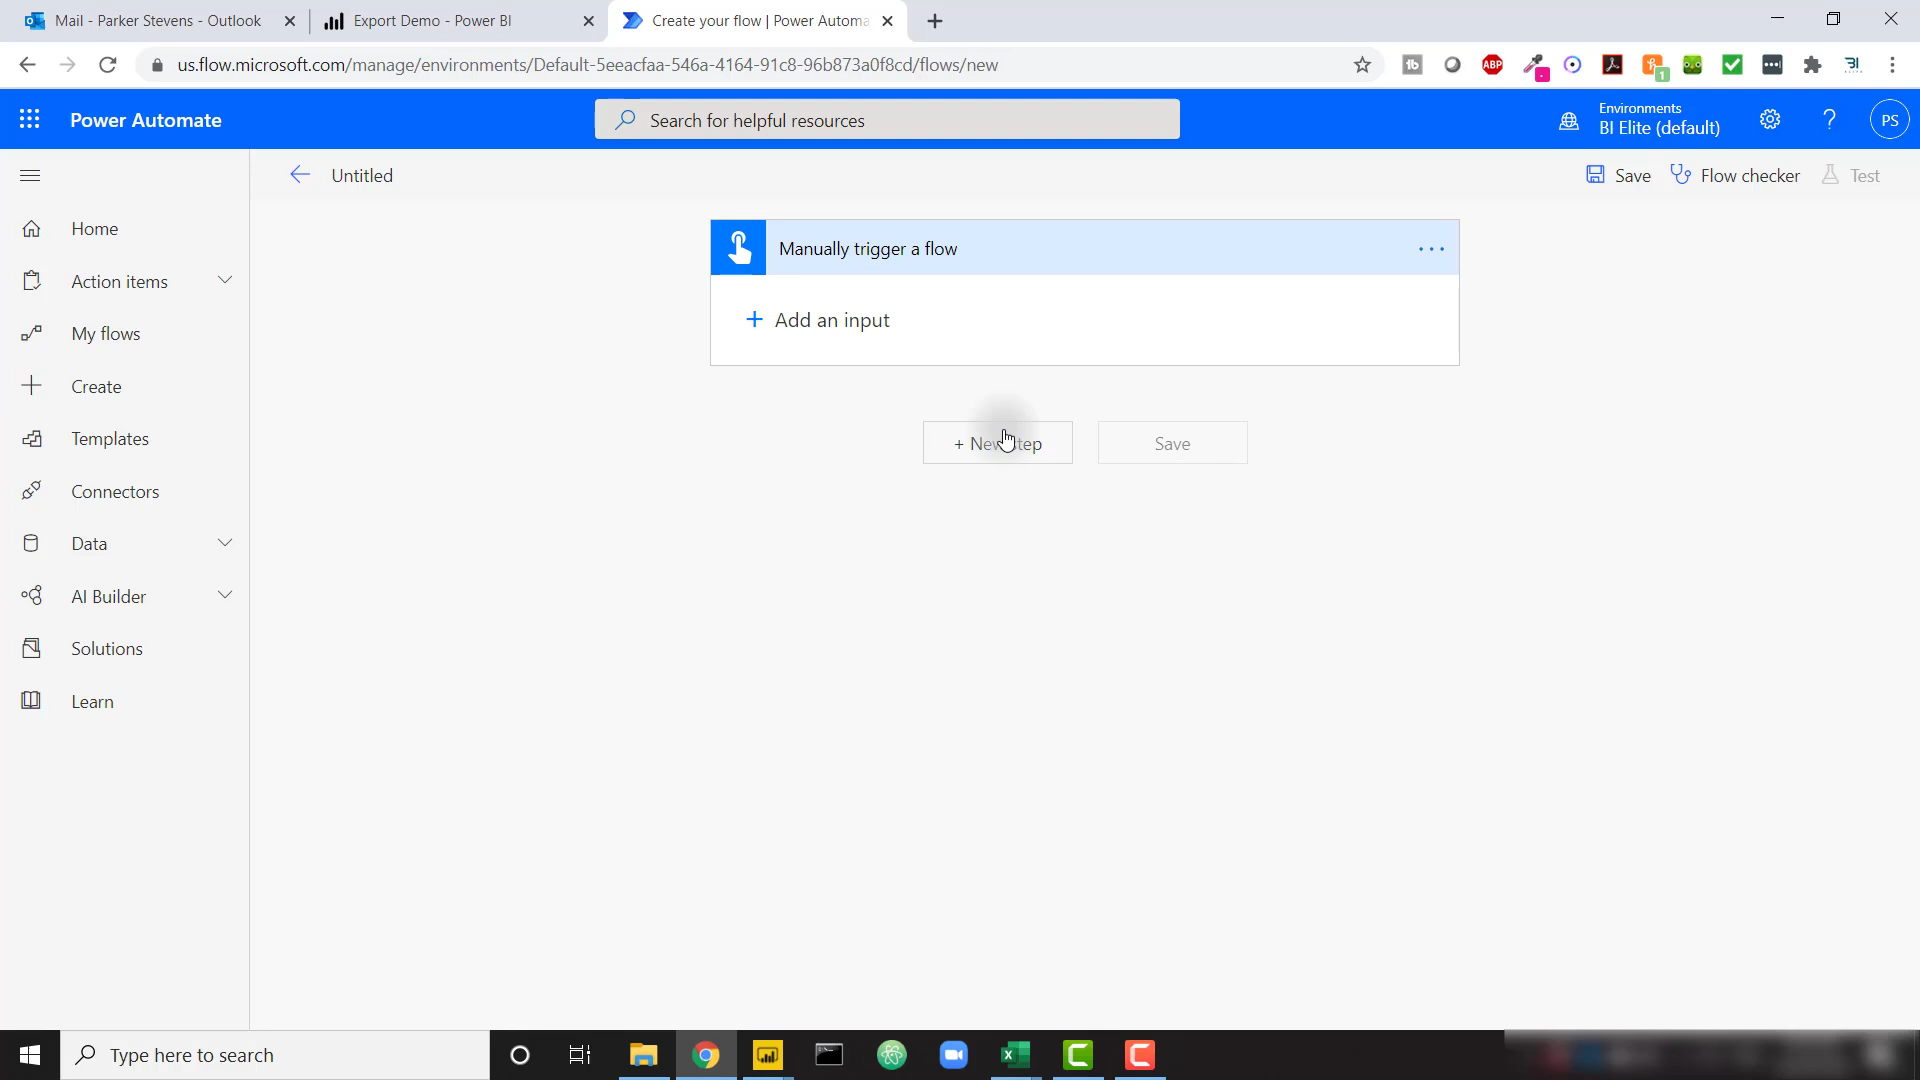 Mail - Parker Stevens - Outlook
Export Demo - Power BI
Create your flow | Power Automa
us.flow.microsoft.com/manage/environments/Default-5eeacfaa-546a-4164-91c8-96b873a0f8cd/flows/new
ABP
1
Power Automate
Search for helpful resources
Environments
BI Elite (default)
?
PS
Untitled
Save
Flow checker
Test
Home
Action items
My flows
Create
Templates
Connectors
Data
AI Builder
Solutions
Learn
Manually trigger a flow
+ Add an input
+ New step
Save
Type here to search